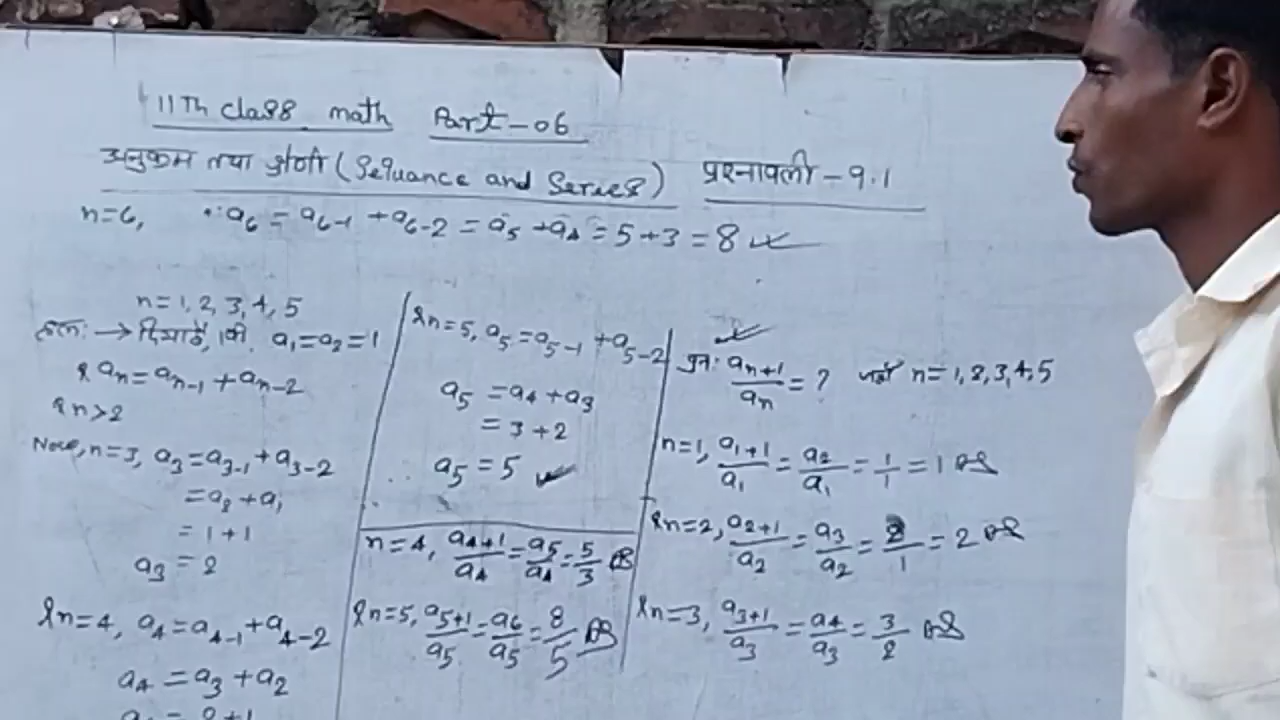 11Th cla88 math Part-06
अनुक्रम तथा श्रेणी (Seluance and Series) प्रश्नावली - 9.1
n=6, ∴ a₆ = a₆₋₁ + a₆₋₂ = a₅ + a₄ = 5 + 3 = 8
n = 1, 2, 3, 4, 5
हल: → दिया है, कि a₁ = a₂ = 1
& aₙ = aₙ₋₁ + aₙ₋₂
& n > 2
Now, n=3, a₃ = a₃₋₁ + a₃₋₂
= a₂ + a₁
= 1 + 1
a₃ = 2
& n=4, a₄ = a₄₋₁ + a₄₋₂
a₄ = a₃ + a₂
& n=5, a₅ = a₅₋₁ + a₅₋₂
a₅ = a₄ + a₃
= 3 + 2
∴ a₅ = 5
n=4, a₄₊₁/a₄ = a₅/a₄ = 5/3
& n=5, a₅₊₁/a₅ = a₆/a₅ = 8/5
पुन: aₙ₊₁/aₙ = ? जहाँ n = 1, 2, 3, 4, 5
n=1, a₁₊₁/a₁ = a₂/a₁ = 1/1 = 1
& n=2, a₂₊₁/a₂ = a₃/a₂ = 2/1 = 2
& n=3, a₃₊₁/a₃ = a₄/a₃ = 3/2